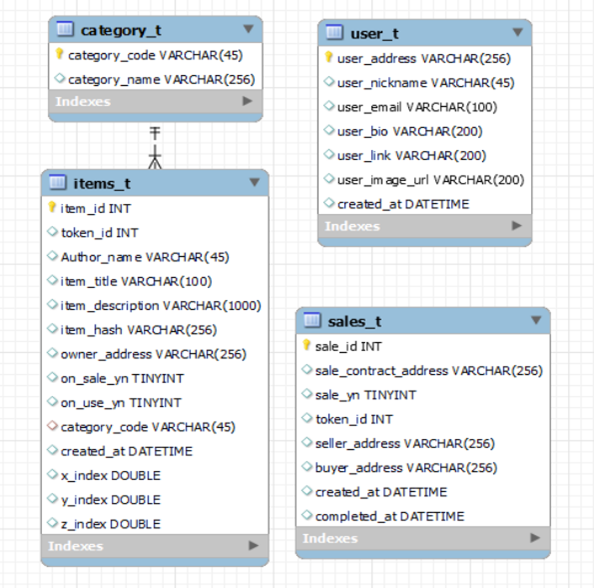 category_t
category_code VARCHAR(45)
category_name VARCHAR(256)
Indexes
items_t
item_id INT
token_id INT
Author_name VARCHAR(45)
item_title VARCHAR(100)
item_description VARCHAR(1000)
item_hash VARCHAR(256)
owner_address VARCHAR(256)
on_sale_yn TINYINT
on_use_yn TINYINT
category_code VARCHAR(45)
created_at DATETIME
x_index DOUBLE
y_index DOUBLE
z_index DOUBLE
Indexes
user_t
user_address VARCHAR(256)
user_nickname VARCHAR(45)
user_email VARCHAR(100)
user_bio VARCHAR(200)
user_link VARCHAR(200)
user_image_url VARCHAR(200)
created_at DATETIME
Indexes
sales_t
sale_id INT
sale_contract_address VARCHAR(256)
sale_yn TINYINT
token_id INT
seller_address VARCHAR(256)
buyer_address VARCHAR(256)
created_at DATETIME
completed_at DATETIME
Indexes